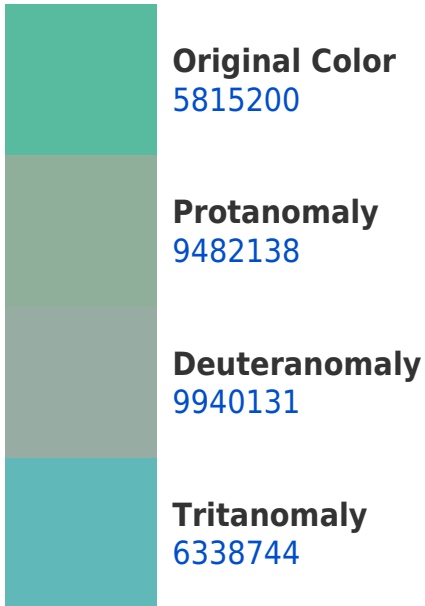 Original Color
5815200
Protanomaly
9482138
Deuteranomaly
9940131
Tritanomaly
6338744